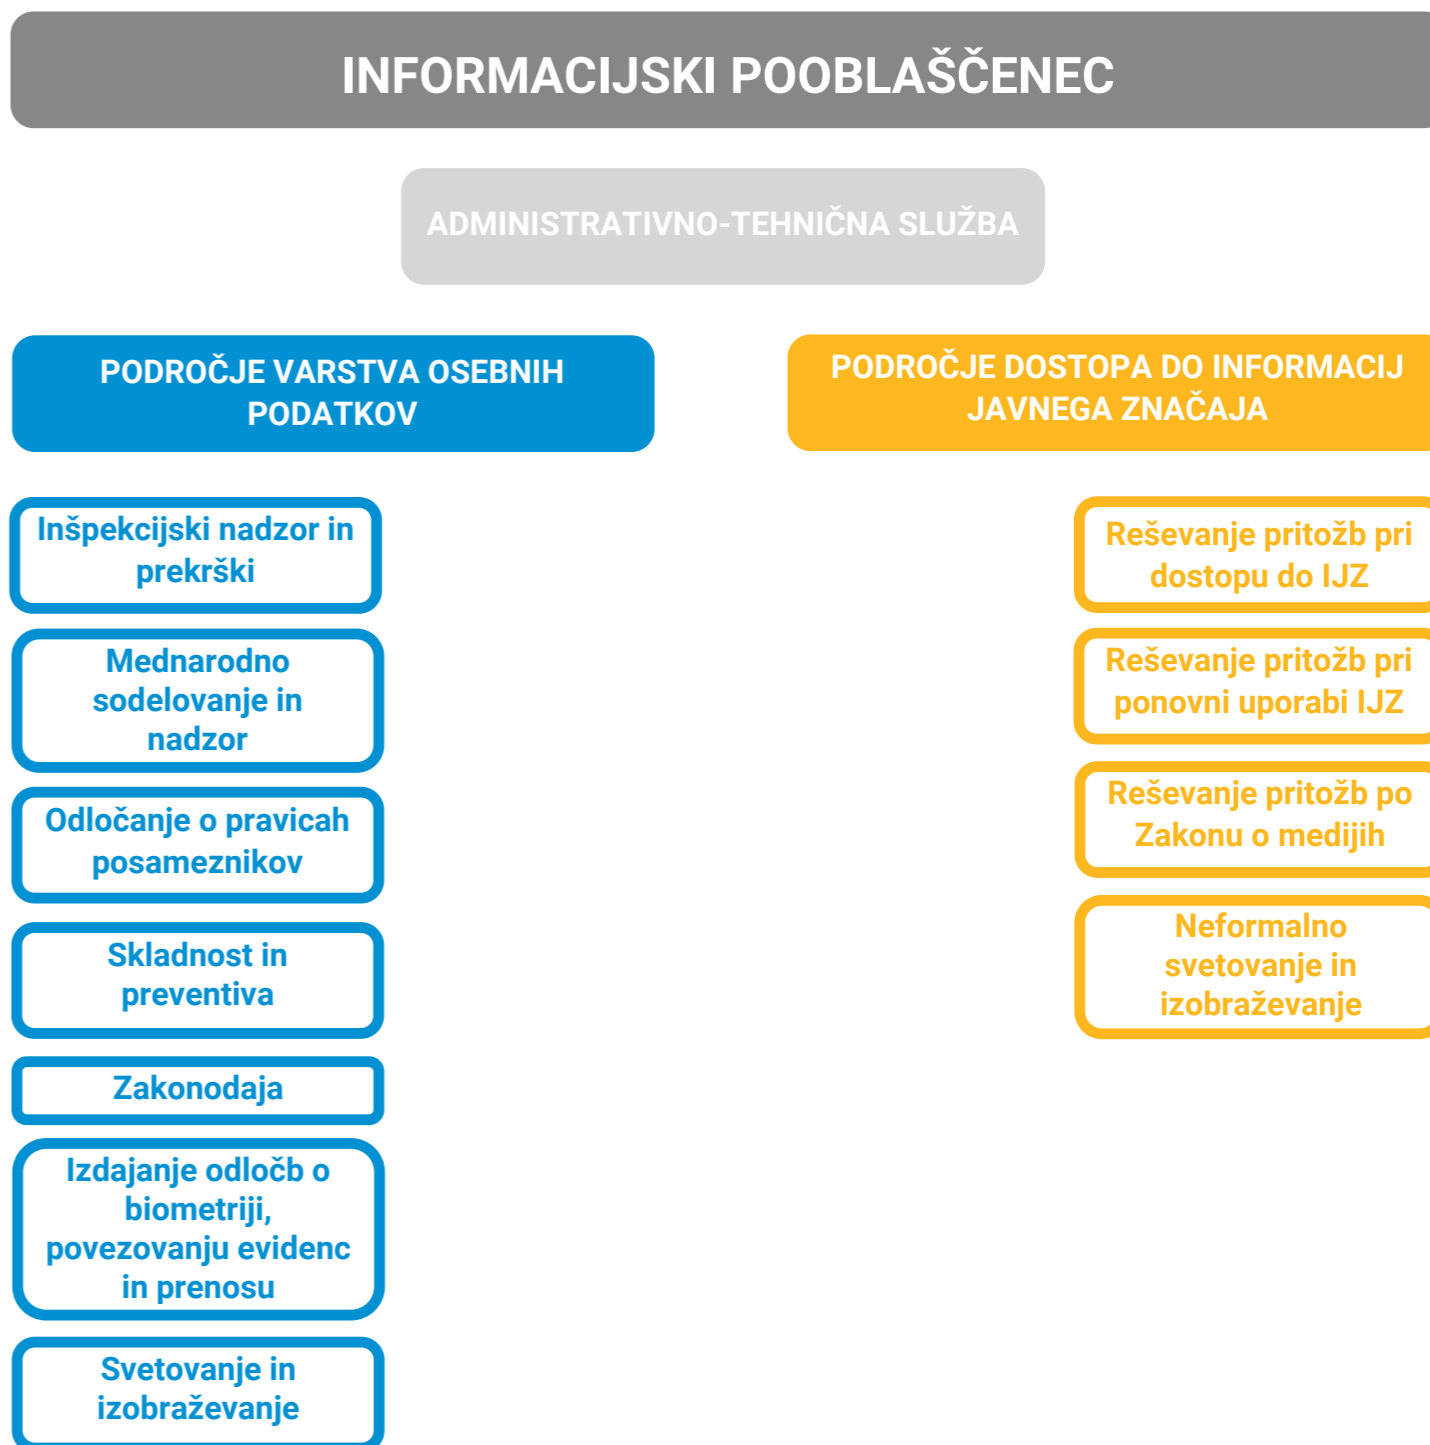 INFORMACIJSKI POOBLAŠČENEC
ADMINISTRATIVNO-TEHNIČNA SLUŽBA
PODROČJE VARSTVA OSEBNIH
PODATKOV
Inšpekcijski nadzor in
prekrški
Mednarodno
sodelovanje in
nadzor
Odločanje o pravicah
posameznikov
Skladnost in
preventiva
Zakonodaja
Izdajanje odločb o
biometriji,
povezovanju evidenc
in prenosu
Svetovanje in
izobraževanje
PODROČJE DOSTOPA DO INFORMACIJ
JAVNEGA ZNAČAJA
Reševanje pritožb pri
dostopu do IJZ
Reševanje pritožb pri
ponovni uporabi IJZ
Reševanje pritožb po
Zakonu o medijih
Neformalno
svetovanje in
izobraževanje